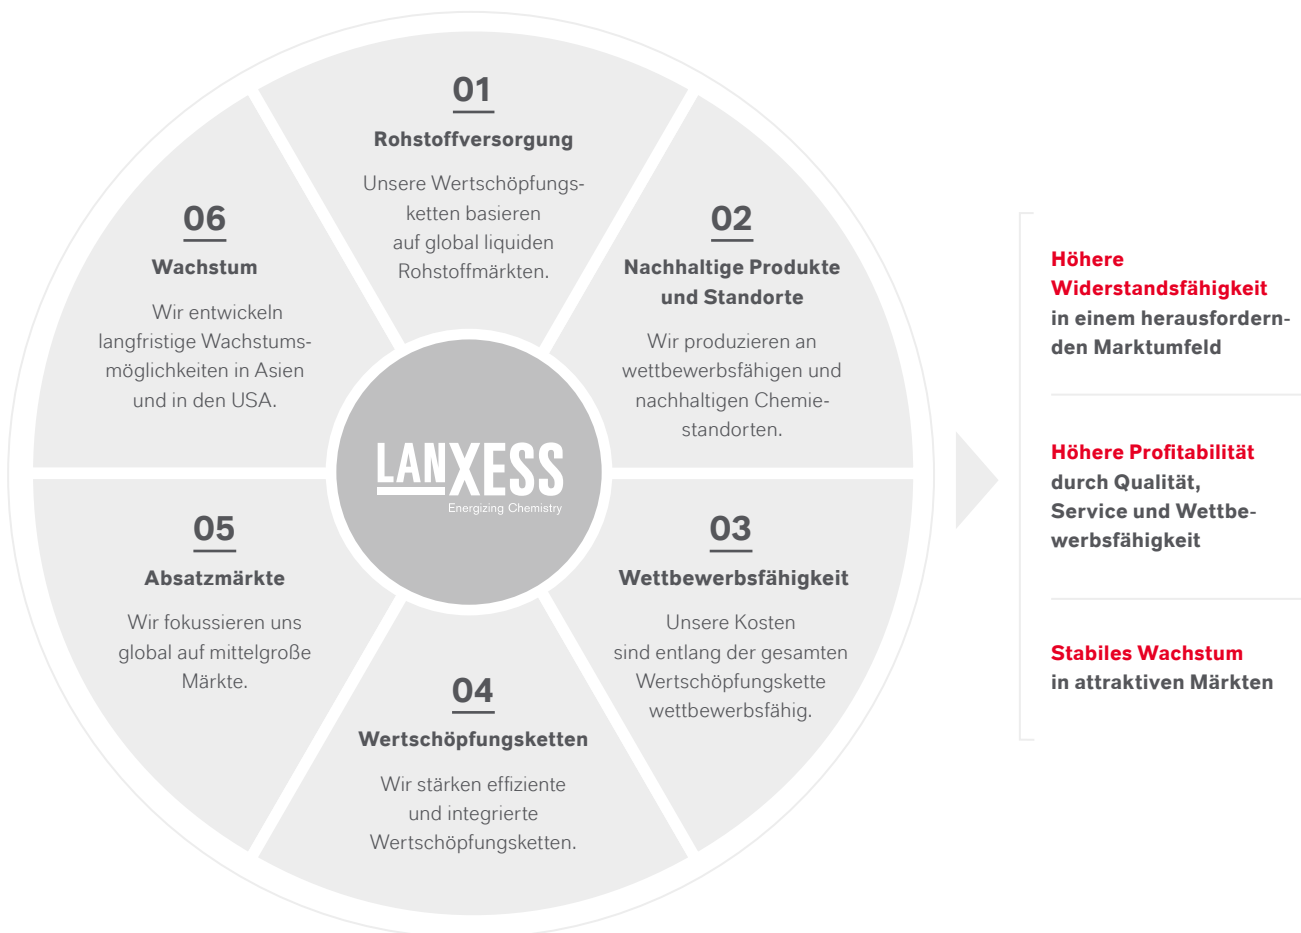 01
Rohstoffversorgung
Unsere Wertschöpfungs-
ketten basieren
auf global liquiden
Rohstoffmärkten.
02
Nachhaltige Produkte
und Standorte
Wir produzieren an
wettbewerbsfähigen und
nachhaltigen Chemie-
standorten.
03
Wettbewerbsfähigkeit
Unsere Kosten
sind entlang der gesamten
Wertschöpfungskette
wettbewerbsfähig.
04
Wertschöpfungsketten
Wir stärken effiziente
und integrierte
Wertschöpfungsketten.
05
Absatzmärkte
Wir fokussieren uns
global auf mittelgroße
Märkte.
06
Wachstum
Wir entwickeln
langfristige Wachstums-
möglichkeiten in Asien
und in den USA.
LANXESS
Energizing Chemistry
Höhere
Widerstandsfähigkeit
in einem herausfordern-
den Marktumfeld
Höhere Profitabilität
durch Qualität,
Service und Wettbe-
werbsfähigkeit
Stabiles Wachstum
in attraktiven Märkten